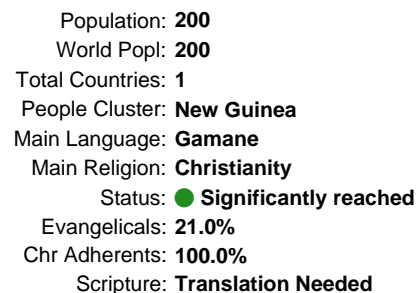 Population: 200
World Popl: 200
Total Countries: 1
People Cluster: New Guinea
Main Language: Gamane
Main Religion: Christianity
Status: Significantly reached
Evangelicals: 21.0%
Chr Adherents: 100.0%
Scripture: Translation Needed